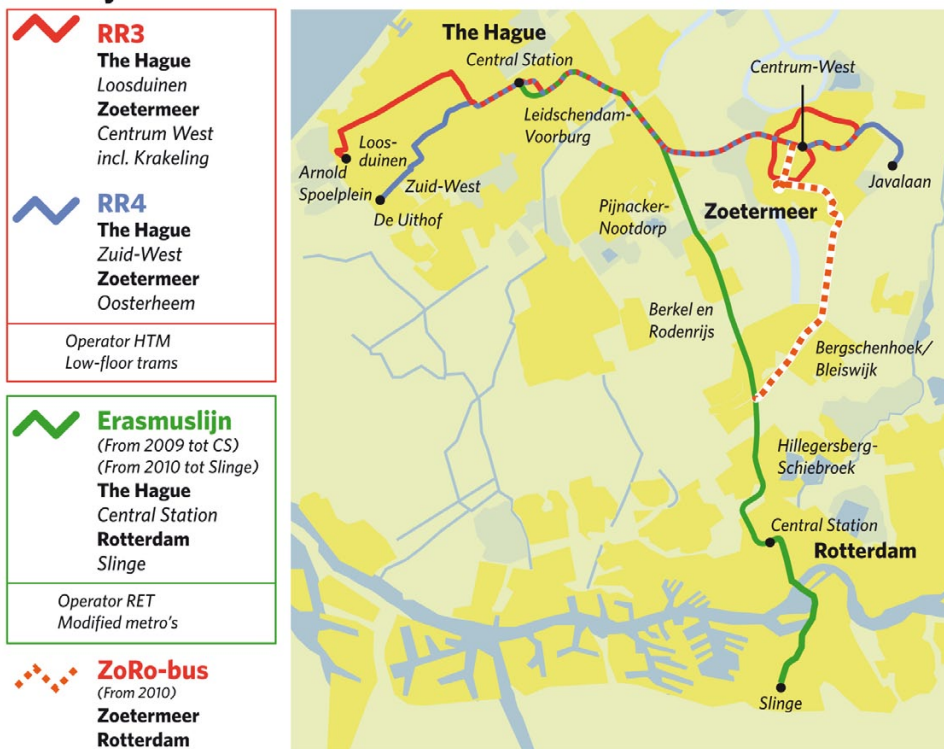 RR3
The Hague
Loosduinen
Zoetermeer
Centrum West
incl. Krakeling
RR4
The Hague
Zuid-West
Zoetermeer
Oosterheem
Operator HTM
Low-floor trams
Erasmuslijn
(From 2009 tot CS)
(From 2010 tot Slinge)
The Hague
Central Station
Rotterdam
Slinge
Operator RET
Modified metro's
ZoRo-bus
(From 2010)
Zoetermeer
Rotterdam
The Hague
Central Station
Centrum-West
Leidschendam-
Voorburg
Loos-
duinen
Arnold
Spoelplein
Zuid-West
De Uithof
Javalaan
Zoetermeer
Pijnacker-
Nootdorp
Berkel en
Rodenrijs
Bergschenhoek/
Bleiswijk
Hillegersberg-
Schiebroek
Central Station
Rotterdam
Slinge